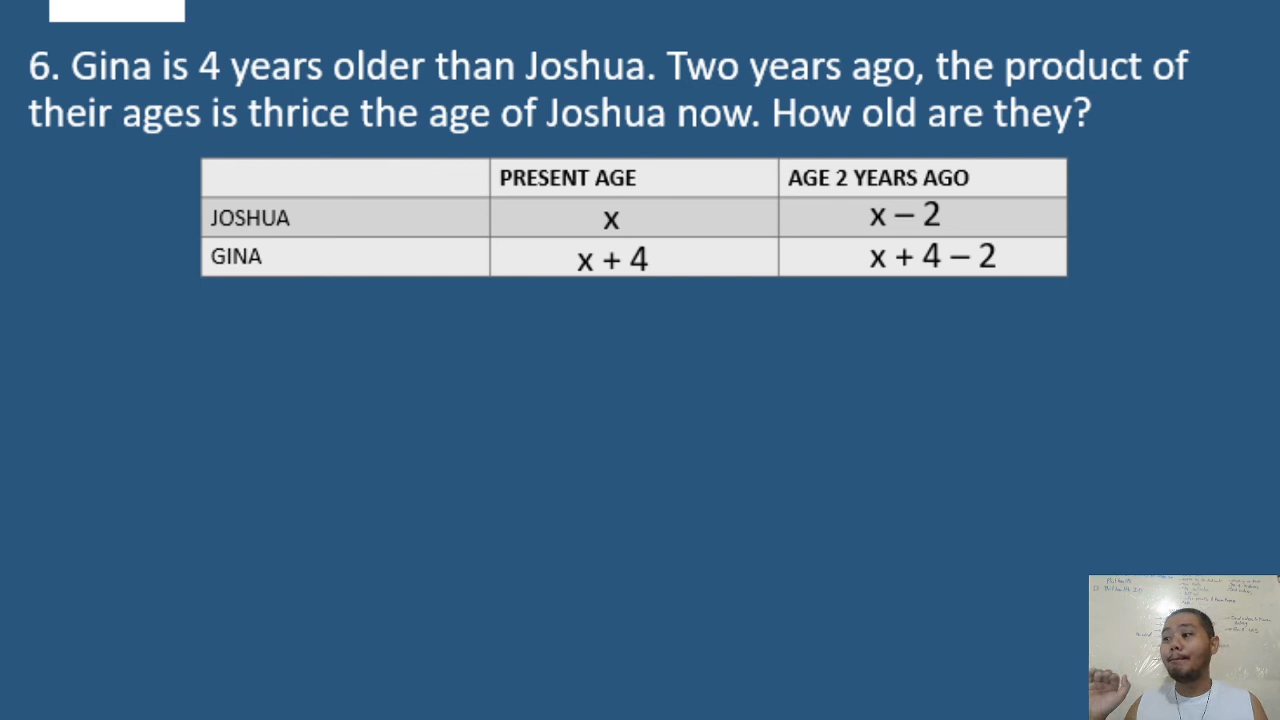 6. Gina is 4 years older than Joshua. Two years ago, the product of
their ages is thrice the age of Joshua now. How old are they?
PRESENT AGE AGE 2 YEARS AGO
JOSHUA x x – 2
GINA x + 4 x + 4 – 2